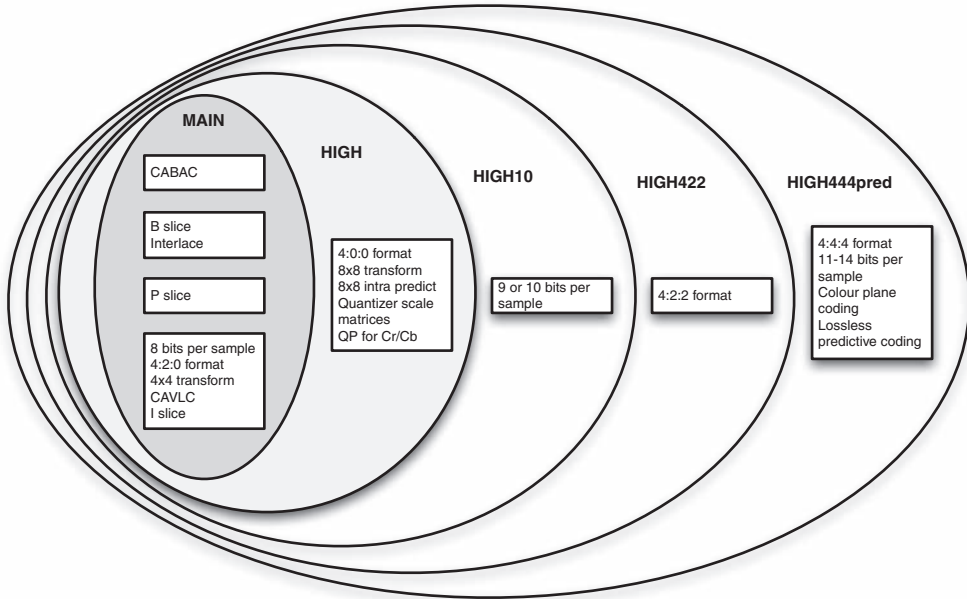 MAIN
CABAC
B slice
Interlace
P slice
8 bits per sample
4:2:0 format
4x4 transform
CAVLC
I slice
HIGH
4:0:0 format
8x8 transform
8x8 intra predict
Quantizer scale
matrices
QP for Cr/Cb
HIGH10
9 or 10 bits per
sample
HIGH422
4:2:2 format
HIGH444pred
4:4:4 format
11-14 bits per
sample
Colour plane
coding
Lossless
predictive coding